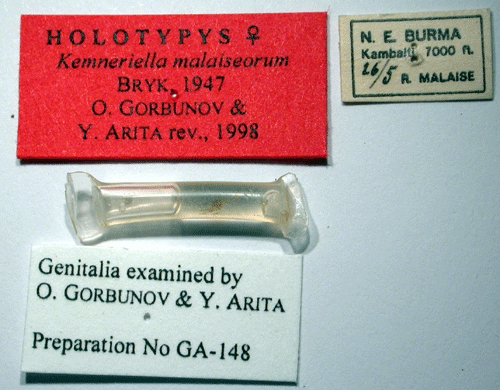 HOLOTYPUS ♀
Kemneriella malaiseorum
BRYK, 1947
O. GORBUNOV &
Y. ARITA rev., 1998
N. E. BURMA
Kambaiti, 7000 ft.
26/5 R. MALAISE
Genitalia examined by
O. GORBUNOV & Y. ARITA
Preparation No GA-148